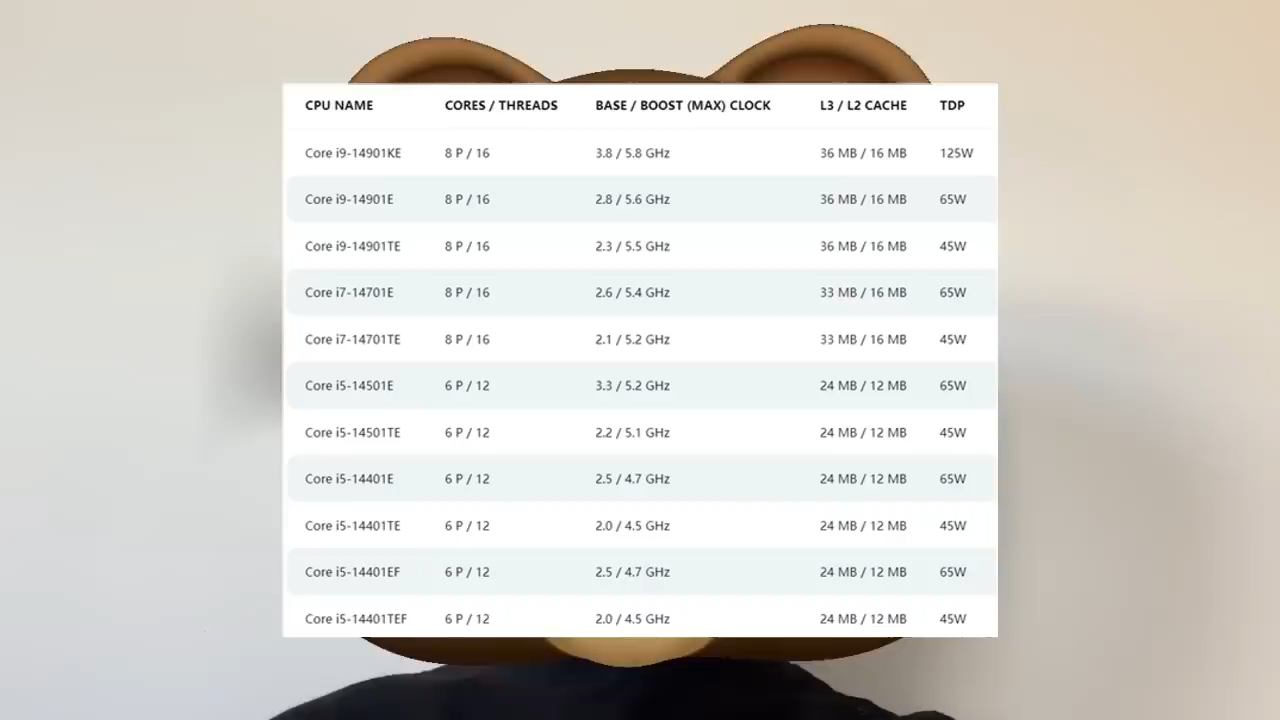 CPU NAME CORES / THREADS BASE / BOOST (MAX) CLOCK L3 / L2 CACHE TDP
Core i9-14901KE 8 P / 16 3.8 / 5.8 GHz 36 MB / 16 MB 125W
Core i9-14901E 8 P / 16 2.8 / 5.6 GHz 36 MB / 16 MB 65W
Core i9-14901TE 8 P / 16 2.3 / 5.5 GHz 36 MB / 16 MB 45W
Core i7-14701E 8 P / 16 2.6 / 5.4 GHz 33 MB / 16 MB 65W
Core i7-14701TE 8 P / 16 2.1 / 5.2 GHz 33 MB / 16 MB 45W
Core i5-14501E 6 P / 12 3.3 / 5.2 GHz 24 MB / 12 MB 65W
Core i5-14501TE 6 P / 12 2.2 / 5.1 GHz 24 MB / 12 MB 45W
Core i5-14401E 6 P / 12 2.5 / 4.7 GHz 24 MB / 12 MB 65W
Core i5-14401TE 6 P / 12 2.0 / 4.5 GHz 24 MB / 12 MB 45W
Core i5-14401EF 6 P / 12 2.5 / 4.7 GHz 24 MB / 12 MB 65W
Core i5-14401TEF 6 P / 12 2.0 / 4.5 GHz 24 MB / 12 MB 45W